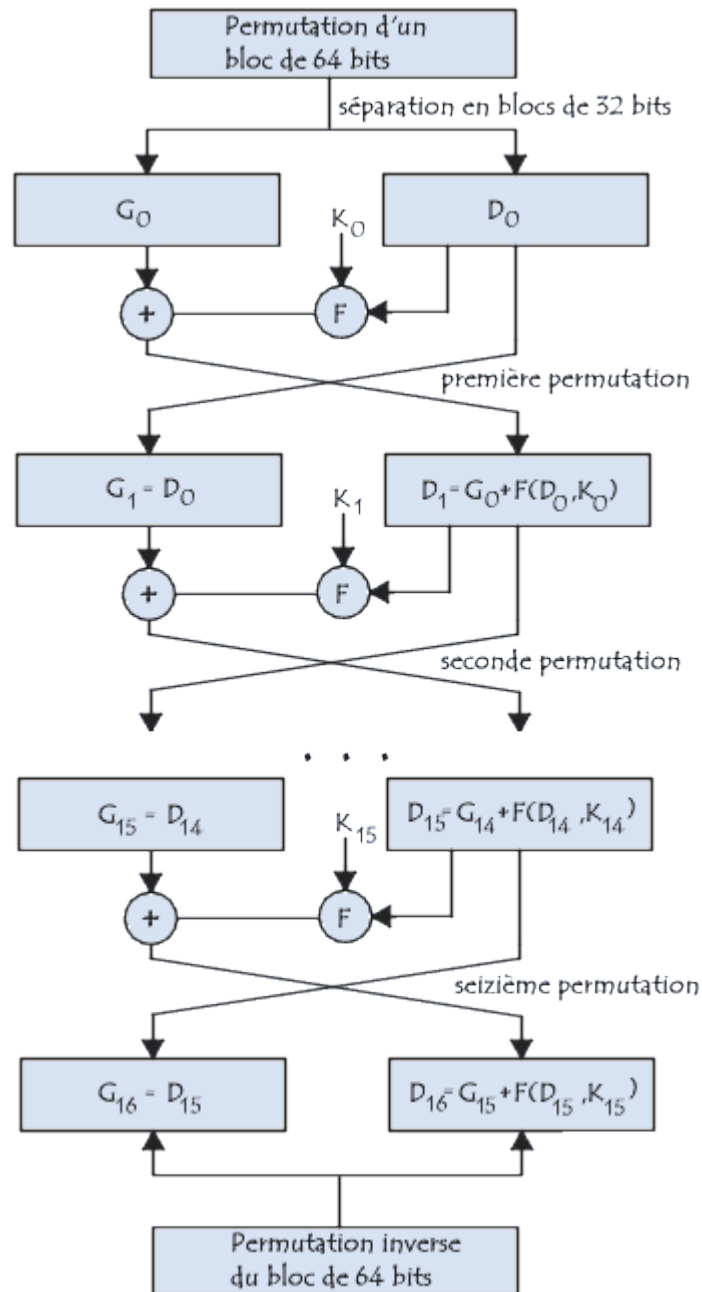 Permutation d'un
bloc de 64 bits
séparation en blocs de 32 bits
G0
D0
K0
+
F
première permutation
G1 = D0
D1 = G0+F(D0,K0)
K1
+
F
seconde permutation
. . .
G15 = D14
D15=G14+F(D14,K14)
K15
+
F
seizième permutation
G16 = D15
D16=G15+F(D15,K15)
Permutation inverse
du bloc de 64 bits